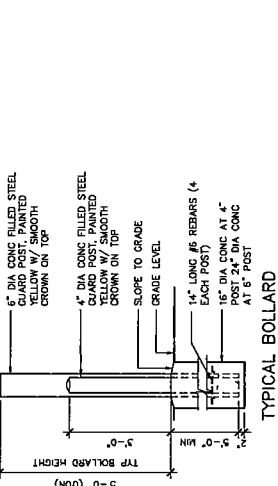 6" DIA CONC FILLED STEEL
GUARD POST, PAINTED
YELLOW W/ SMOOTH
CROWN ON TOP
4" DIA CONC FILLED STEEL
GUARD POST, PAINTED
YELLOW W/ SMOOTH
CROWN ON TOP
SLOPE TO GRADE
GRADE LEVEL
14" LONG #6 REBARS (4
EACH POST)
16" DIA CONC AT 4"
POST 24" DIA CONC
AT 6" POST
5'-0" (UON)
TYP BOLLARD HEIGHT
3'-0"
3'-0" MIN
2"
TYPICAL BOLLARD